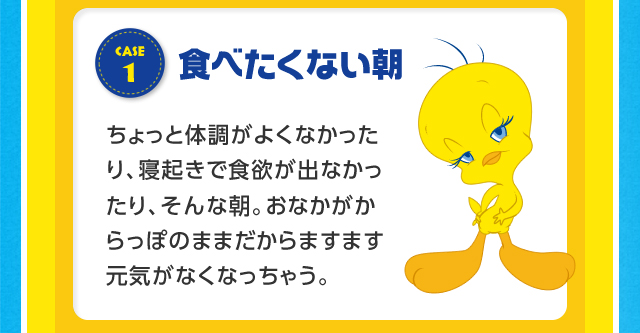 CASE
1
食べたくない朝
ちょっと体調がよくなかった
り、寝起きで食欲が出なかっ
たり、そんな朝。おなかがか
らっぽのままだからますます
元気がなくなっちゃう。